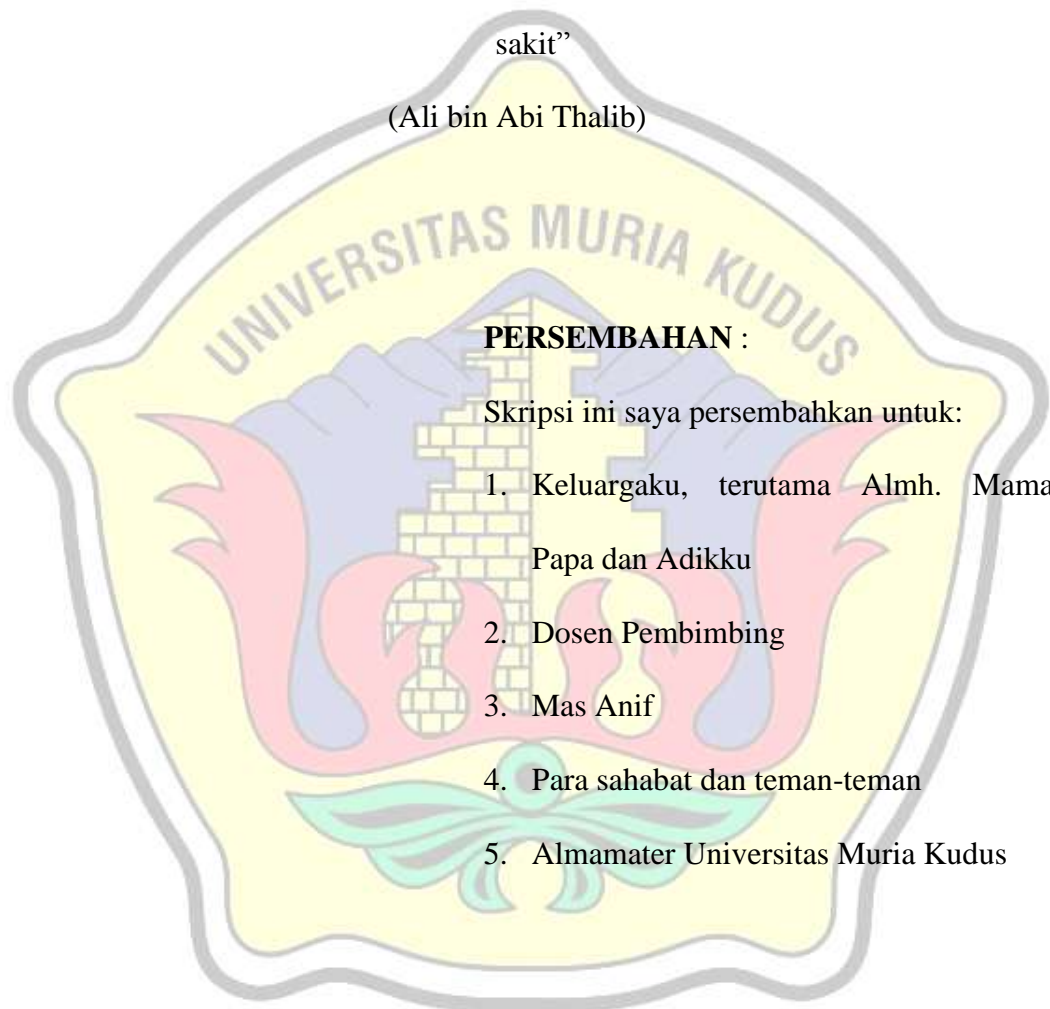 sakit”
(Ali bin Abi Thalib)
UNIVERSITAS MURIA KUDUS
PERSEMBAHAN :
Skripsi ini saya persembahkan untuk:
1. Keluargaku, terutama Almh. Mama
Papa dan Adikku
2. Dosen Pembimbing
3. Mas Anif
4. Para sahabat dan teman-teman
5. Almamater Universitas Muria Kudus